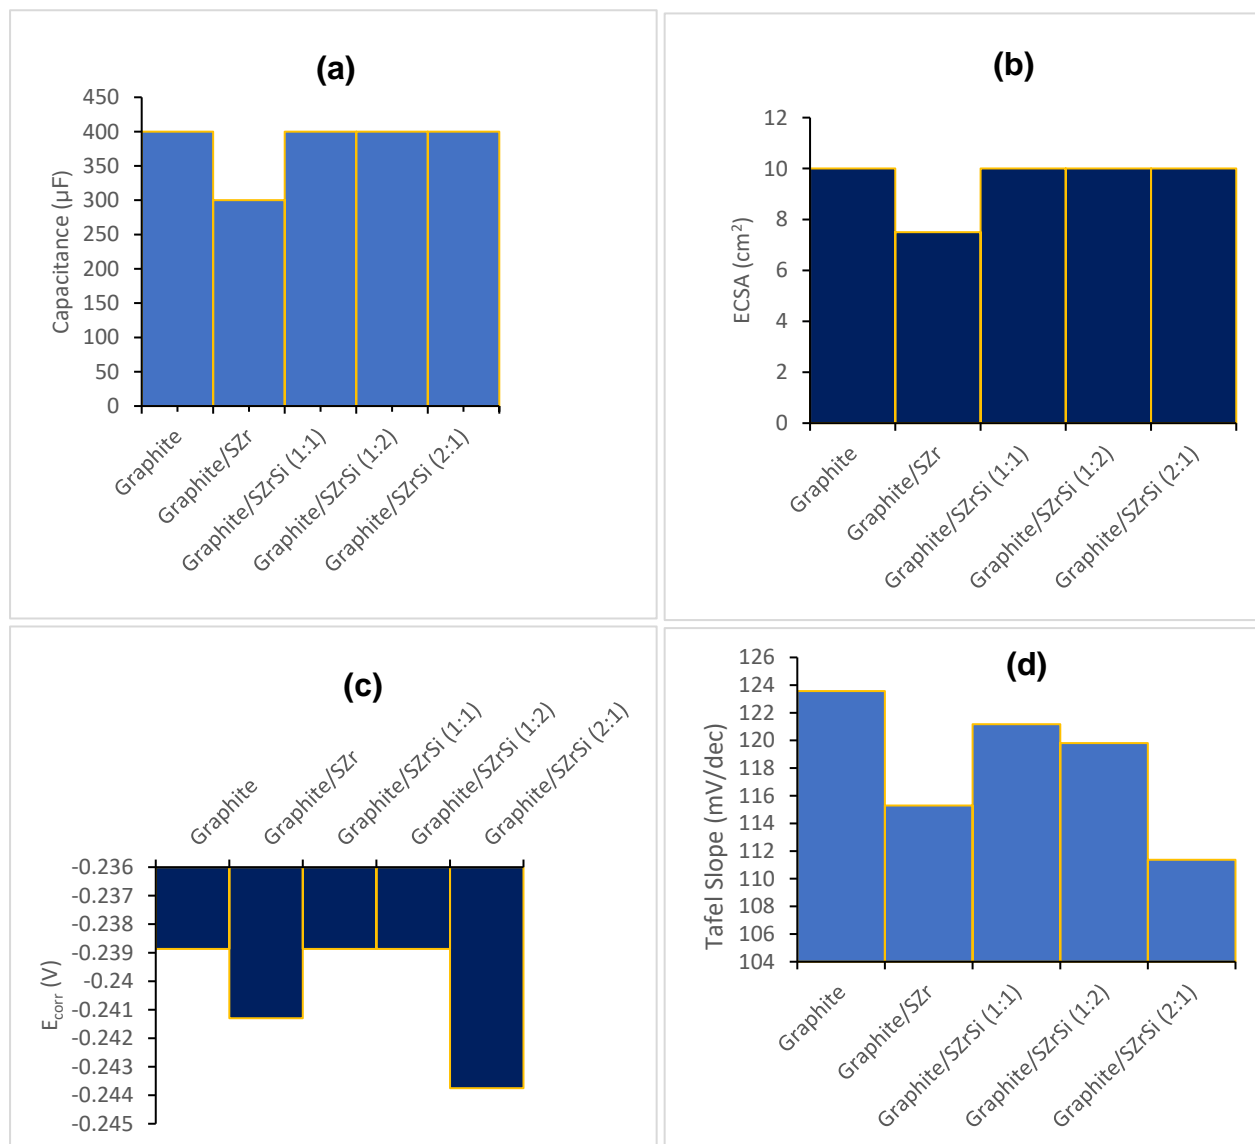 (a)
Capacitance (µF)
450
400
350
300
250
200
150
100
50
0
Graphite
Graphite/SZr
Graphite/SZrSi (1:1)
Graphite/SZrSi (1:2)
Graphite/SZrSi (2:1)
(b)
ECSA (cm²)
12
10
8
6
4
2
0
Graphite
Graphite/SZr
Graphite/SZrSi (1:1)
Graphite/SZrSi (1:2)
Graphite/SZrSi (2:1)
(c)
Graphite
Graphite/SZr
Graphite/SZrSi (1:1)
Graphite/SZrSi (1:2)
Graphite/SZrSi (2:1)
Ecorr (V)
-0.236
-0.237
-0.238
-0.239
-0.24
-0.241
-0.242
-0.243
-0.244
-0.245
(d)
Tafel Slope (mV/dec)
126
124
122
120
118
116
114
112
110
108
106
104
Graphite
Graphite/SZr
Graphite/SZrSi (1:1)
Graphite/SZrSi (1:2)
Graphite/SZrSi (2:1)